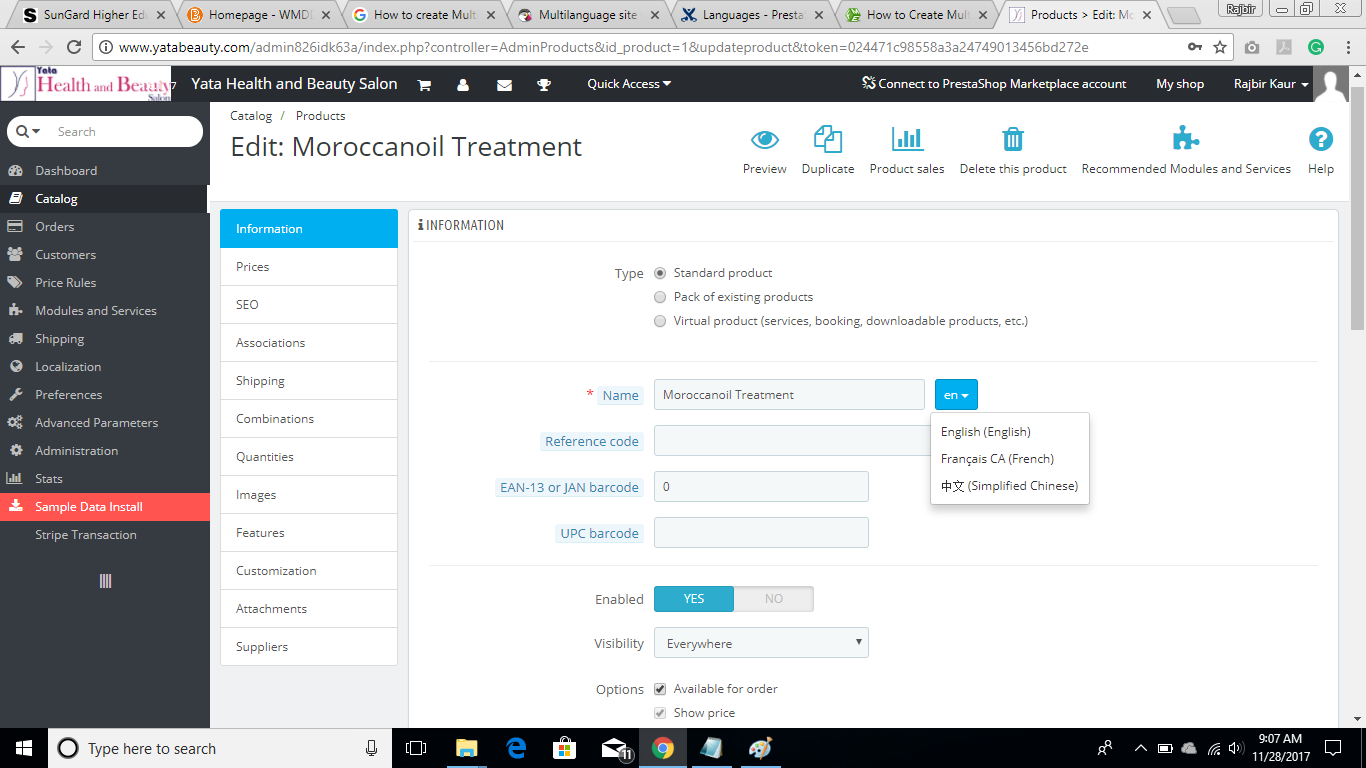 SunGard Higher Edu
Homepage - WMDD
How to create Mult
Multilanguage site
Languages - Presta
How to Create Mult
Products > Edit: Mo
Rajbir
www.yatabeauty.com/admin826idk63a/index.php?controller=AdminProducts&id_product=1&updateproduct&token=024471c98558a3a24749013456bd272e
Yata
Health and Beauty
Salon
Yata Health and Beauty Salon
Quick Access
Connect to PrestaShop Marketplace account
My shop
Rajbir Kaur
Search
Dashboard
Catalog
Orders
Customers
Price Rules
Modules and Services
Shipping
Localization
Preferences
Advanced Parameters
Administration
Stats
Sample Data Install
Stripe Transaction
Catalog / Products
Edit: Moroccanoil Treatment
Preview
Duplicate
Product sales
Delete this product
Recommended Modules and Services
Help
Information
Prices
SEO
Associations
Shipping
Combinations
Quantities
Images
Features
Customization
Attachments
Suppliers
INFORMATION
Type
Standard product
Pack of existing products
Virtual product (services, booking, downloadable products, etc.)
* Name
Moroccanoil Treatment
en
English (English)
Français CA (French)
中文 (Simplified Chinese)
Reference code
EAN-13 or JAN barcode
0
UPC barcode
Enabled
YES
NO
Visibility
Everywhere
Options
Available for order
Show price
Type here to search
11
9:07 AM
11/28/2017